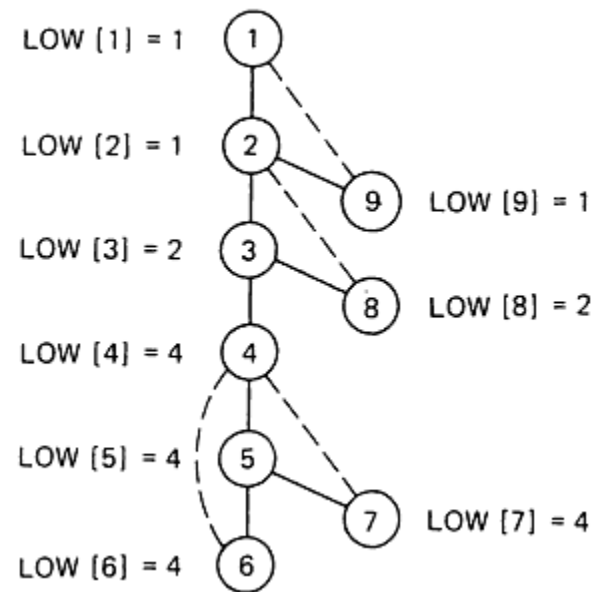 LOW [1] = 1
1
LOW [2] = 1
2
9
LOW [9] = 1
LOW [3] = 2
3
8
LOW [8] = 2
LOW [4] = 4
4
LOW [5] = 4
5
7
LOW [7] = 4
LOW [6] = 4
6